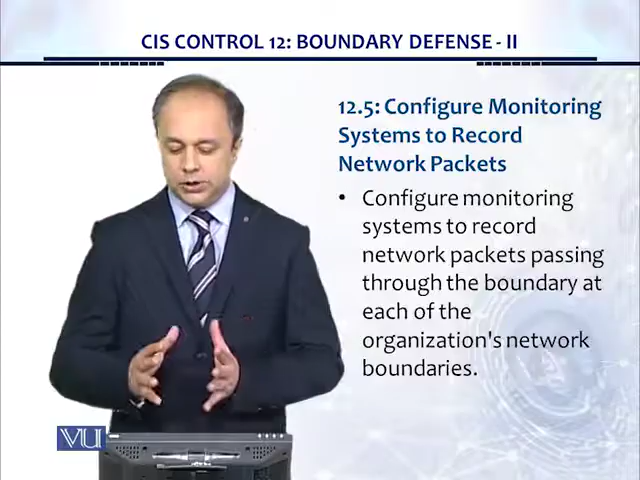 CIS CONTROL 12: BOUNDARY DEFENSE - II
12.5: Configure Monitoring
Systems to Record
Network Packets
• Configure monitoring
systems to record
network packets passing
through the boundary at
each of the
organization's network
boundaries.
VU